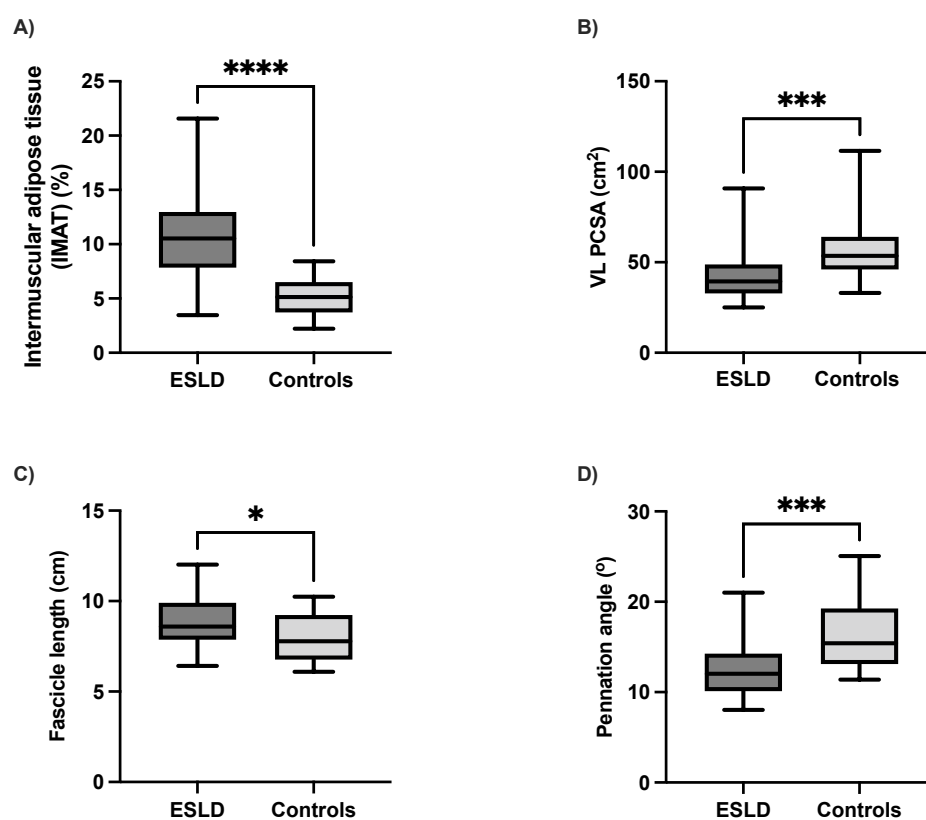 A)
Intermuscular adipose tissue
(IMAT) (%)
25
20
15
10
5
0
****
ESLD
Controls
B)
VL PCSA (cm²)
150
100
50
0
***
ESLD
Controls
C)
Fascicle length (cm)
15
10
5
0
*
ESLD
Controls
D)
Pennation angle (º)
30
20
10
0
***
ESLD
Controls